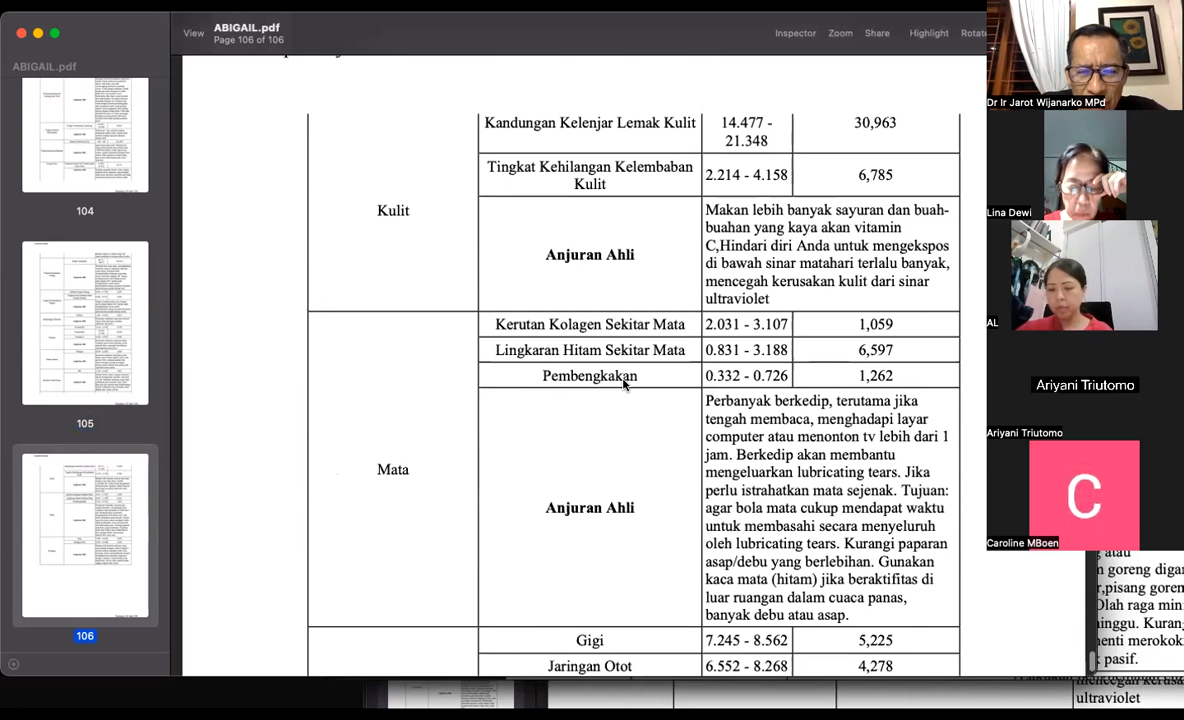 View
ABIGAIL.pdf
Page 106 of 106
Inspector
Zoom
Share
Highlight
ABIGAIL.pdf
104
105
106
Kandungan Kelenjar Lemak Kulit
14.477 -
21.348
30,963
Tingkat Kehilangan Kelembaban
Kulit
2.214 - 4.158
6,785
Kulit
Anjuran Ahli
Makan lebih banyak sayuran dan buah-
buahan yang kaya akan vitamin
C,Hindari diri Anda untuk mengekspos
di bawah sinar matahari terlalu banyak,
mencegah kerusakan kulit dari sinar
ultraviolet
Kerutan Kolagen Sekitar Mata
2.031 - 3.107
1,059
Lingkaran Hitam Sekitar Mata
0.831 - 3.188
6,597
Pembengkakan
0.332 - 0.726
1,262
Mata
Anjuran Ahli
Perbanyak berkedip, terutama jika
tengah membaca, menghadapi layar
computer atau menonton tv lebih dari 1
jam. Berkedip akan membantu
mengeluarkan lubricating tears. Jika
perlu istrahatkan mata sejenak. Tujuan:
agar bola mata cukup mendapat waktu
untuk membasahi secara menyeluruh
oleh lubricating tears. Kurangi paparan
asap/debu yang berlebihan. Gunakan
kaca mata (hitam) jika beraktifitas di
luar ruangan dalam cuaca panas,
banyak debu atau asap.
Gigi
7.245 - 8.562
5,225
Jaringan Otot
6.552 - 8.268
4,278
Dr Ir Jarot Wijanarko MPd
Lina Dewi
AL
Ariyani Triutomo
Ariyani Triutomo
C
Caroline MBoen
atau
goreng
Olah raga
pasif.
ultraviolet